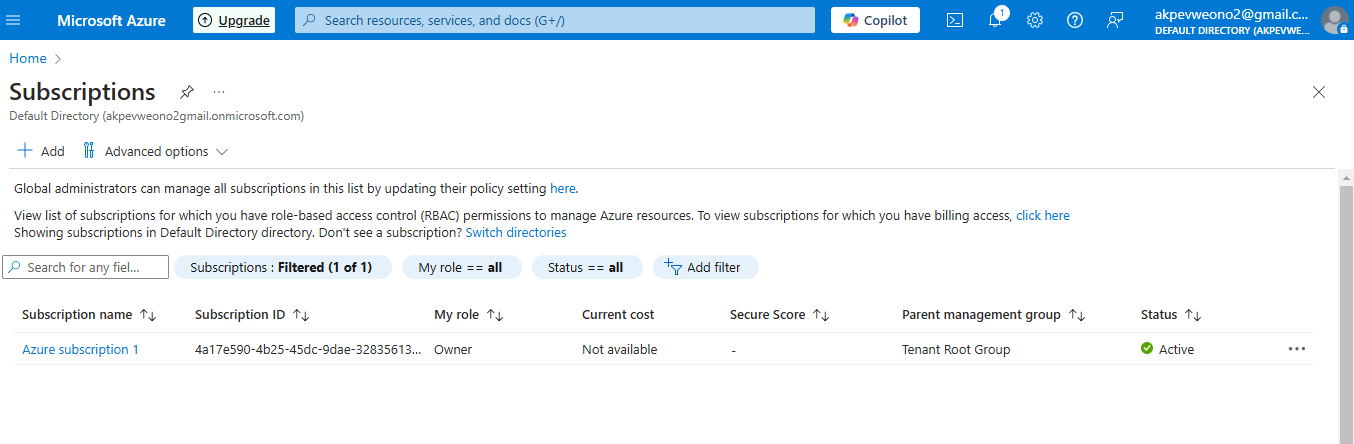 Microsoft Azure Upgrade Search resources, services, and docs (G+/) Copilot 1 akpevweono2@gmail.c...
DEFAULT DIRECTORY (AKPEVWE...
Home
Subscriptions
Default Directory (akpevweono2gmail.onmicrosoft.com)
Add Advanced options
Global administrators can manage all subscriptions in this list by updating their policy setting here.
View list of subscriptions for which you have role-based access control (RBAC) permissions to manage Azure resources. To view subscriptions for which you have billing access, click here
Showing subscriptions in Default Directory directory. Don't see a subscription? Switch directories
Search for any fiel... Subscriptions : Filtered (1 of 1) My role == all Status == all Add filter
Subscription name Subscription ID My role Current cost Secure Score Parent management group Status
Azure subscription 1 4a17e590-4b25-45dc-9dae-32835613... Owner Not available - Tenant Root Group Active